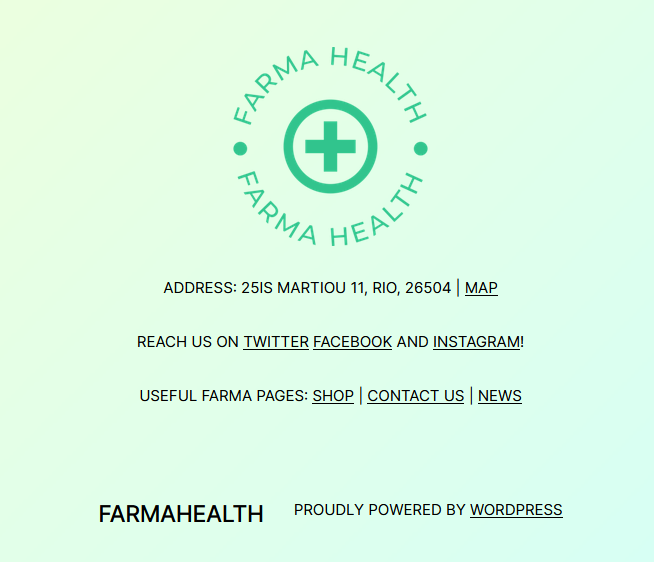 FARMA HEALTH
FARMA HEALTH
ADDRESS: 25IS MARTIOU 11, RIO, 26504 | MAP
REACH US ON TWITTER FACEBOOK AND INSTAGRAM!
USEFUL FARMA PAGES: SHOP | CONTACT US | NEWS
FARMAHEALTH PROUDLY POWERED BY WORDPRESS